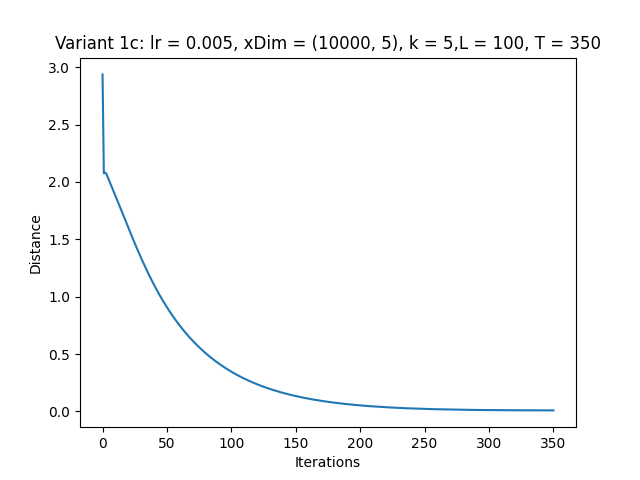 Variant 1c: lr = 0.005, xDim = (10000, 5), k = 5,L = 100, T = 350
3.0
2.5
2.0
1.5
1.0
0.5
0.0
Distance
0 50 100 150 200 250 300 350
Iterations